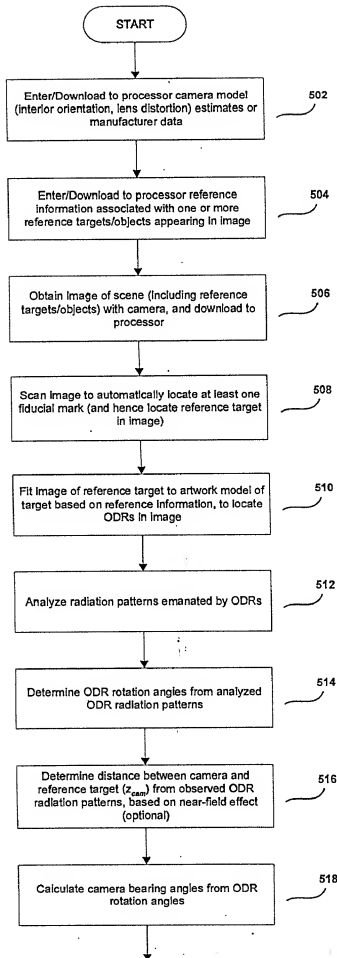 START
Enter/Download to processor camera model
(interior orientation, lens distortion) estimates or
manufacturer data
502
Enter/Download to processor reference
information associated with one or more
reference targets/objects appearing in image
504
Obtain image of scene (including reference
targets/objects) with camera, and download to
processor
506
Scan image to automatically locate at least one
fiducial mark (and hence locate reference target
in image)
508
Fit image of reference target to artwork model of
target based on reference information, to locate
ODRs in image
510
Analyze radiation patterns emanated by ODRs
512
Determine ODR rotation angles from analyzed
ODR radiation patterns
514
Determine distance between camera and
reference target (zcam) from observed ODR
radiation patterns, based on near-field effect
(optional)
516
Calculate camera bearing angles from ODR
rotation angles
518